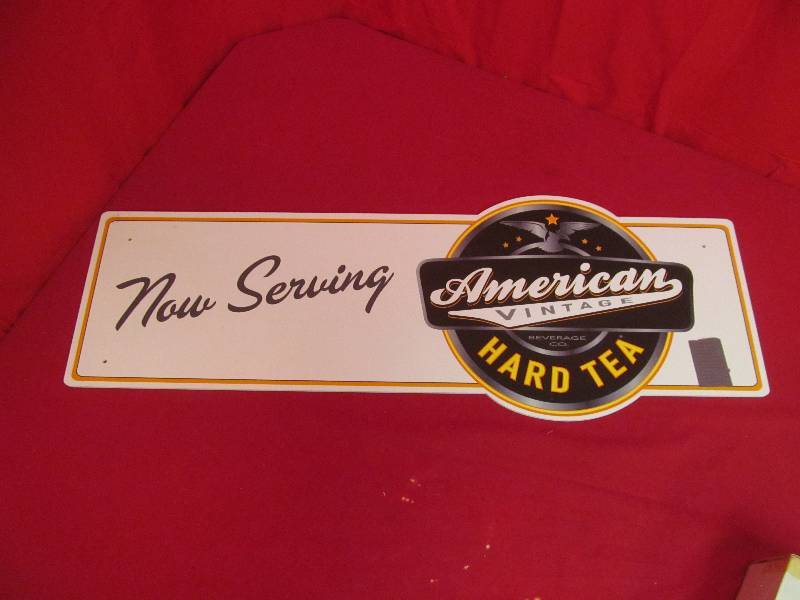 Now Serving
American
VINTAGE
BEVERAGE
CO.
HARD TEA